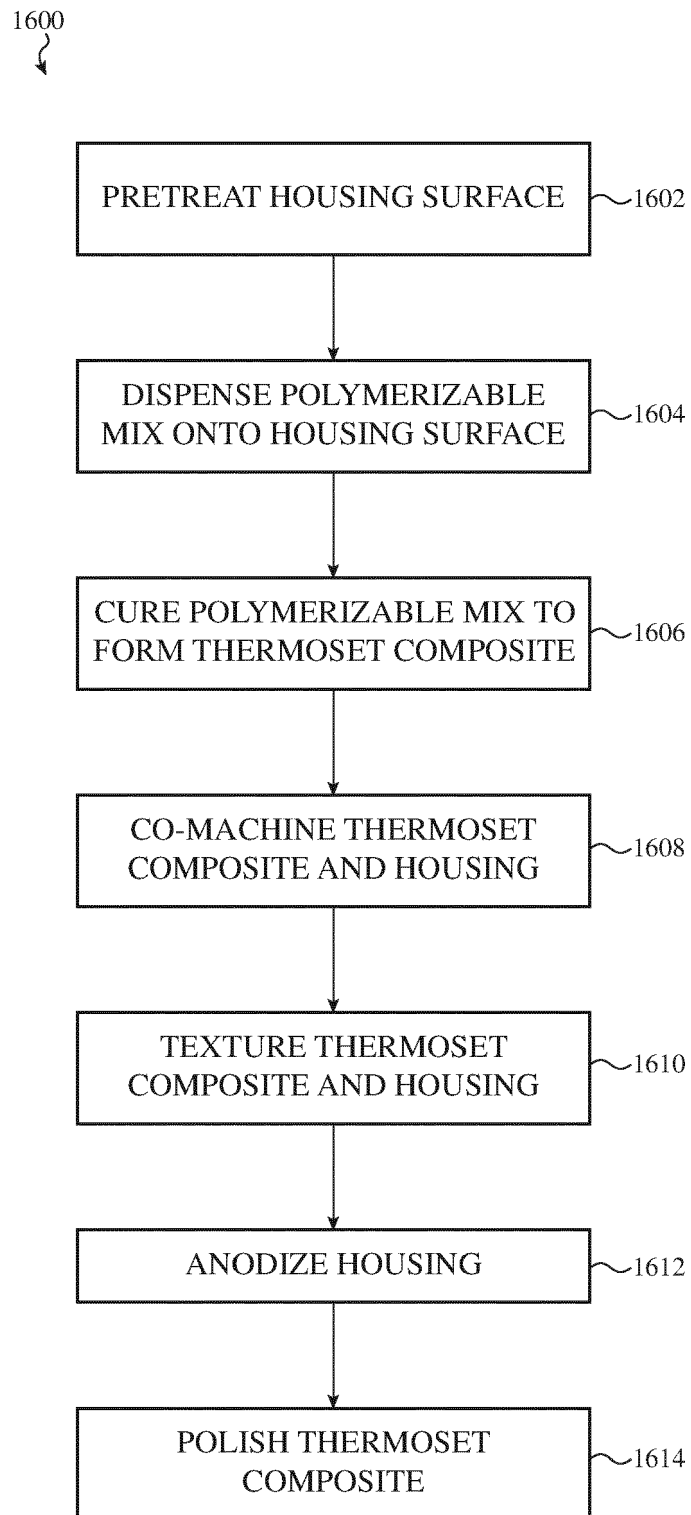 1600
PRETREAT HOUSING SURFACE
1602
DISPENSE POLYMERIZABLE
MIX ONTO HOUSING SURFACE
1604
CURE POLYMERIZABLE MIX TO
FORM THERMOSET COMPOSITE
1606
CO-MACHINE THERMOSET
COMPOSITE AND HOUSING
1608
TEXTURE THERMOSET
COMPOSITE AND HOUSING
1610
ANODIZE HOUSING
1612
POLISH THERMOSET
COMPOSITE
1614